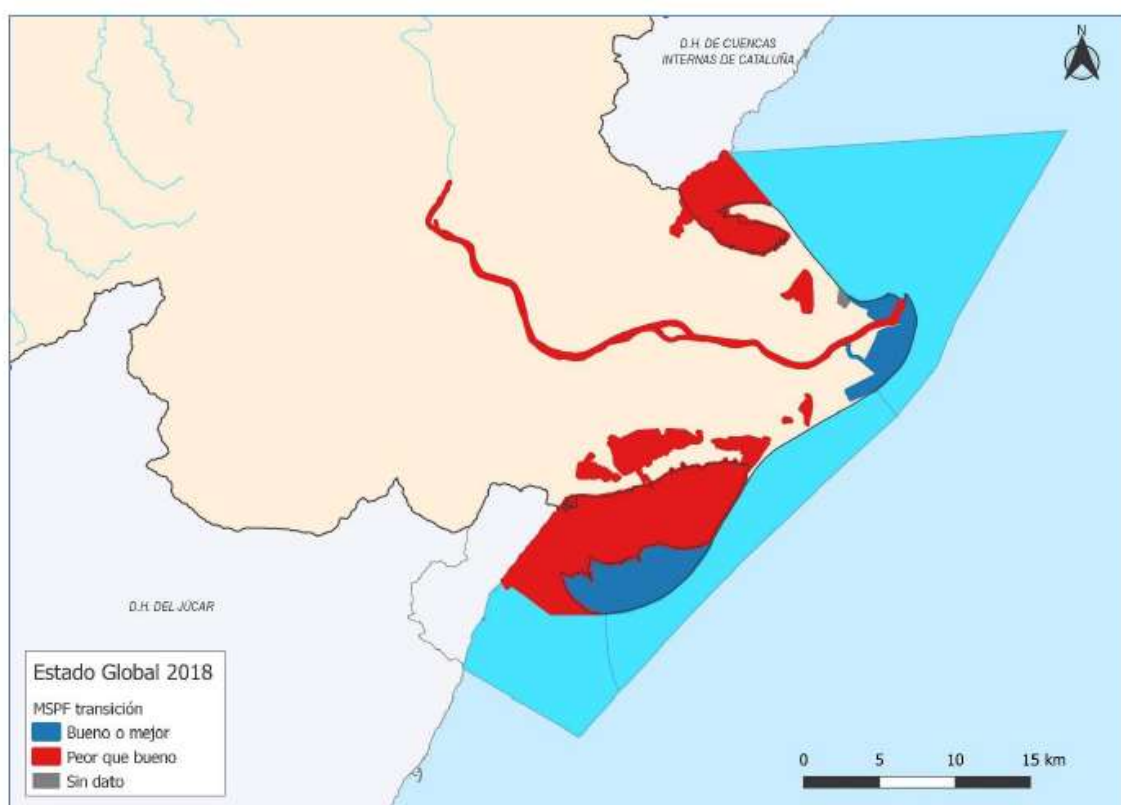 D.H. DE CUENCAS
INTERNAS DE CATALUÑA
N
D.H. DEL JÚCAR
Estado Global 2018
MSPF transición
Bueno o mejor
Peor que bueno
Sin dato
0 5 10 15 km